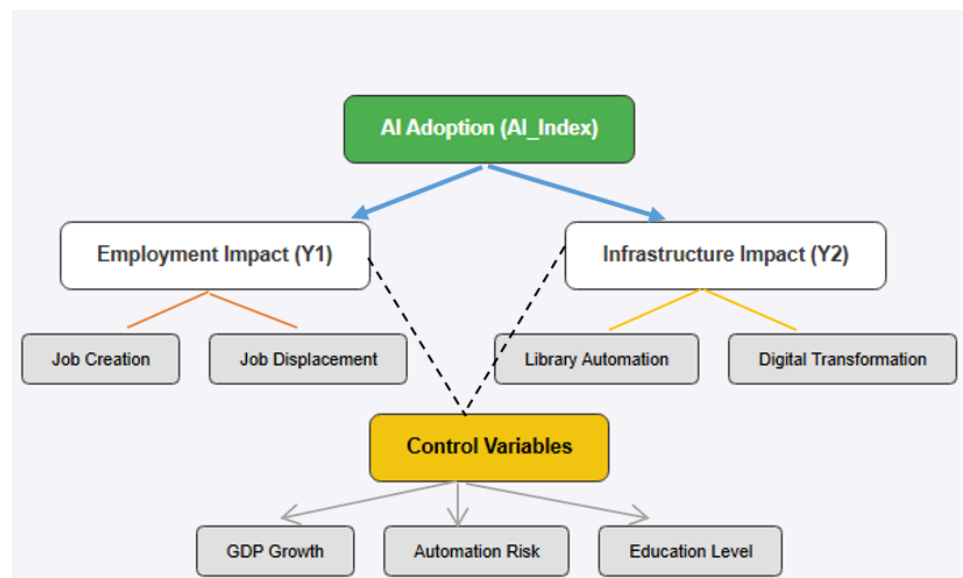 AI Adoption (AI_Index)
Employment Impact (Y1)
Infrastructure Impact (Y2)
Job Creation
Job Displacement
Library Automation
Digital Transformation
Control Variables
GDP Growth
Automation Risk
Education Level